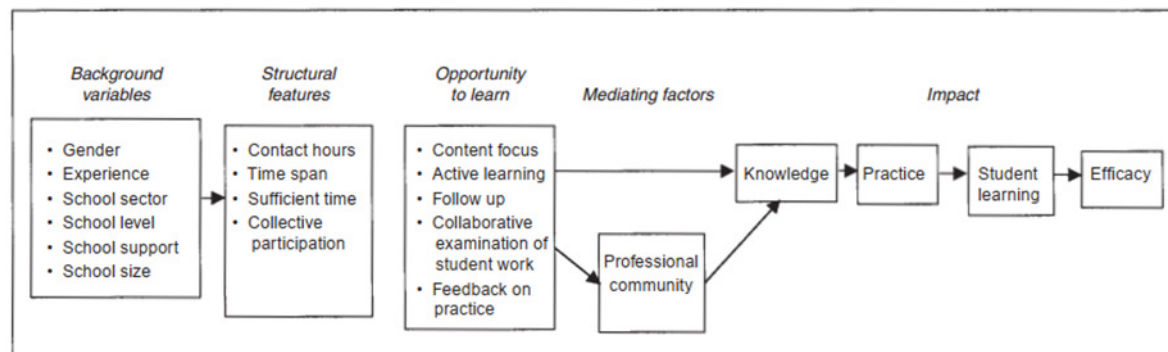 Background
variables
Structural
features
Opportunity
to learn
Mediating factors
Impact
• Gender
• Experience
• School sector
• School level
• School support
• School size
• Contact hours
• Time span
• Sufficient time
• Collective
participation
• Content focus
• Active learning
• Follow up
• Collaborative
examination of
student work
• Feedback on
practice
Professional
community
Knowledge
Practice
Student
learning
Efficacy